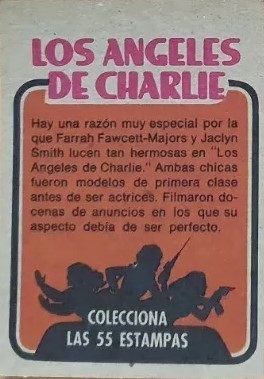 LOS ANGELES
DE CHARLIE
Hay una razón muy especial por la
que Farrah Fawcett-Majors y Jaclyn
Smith lucen tan hermosas en "Los
Angeles de Charlie." Ambas chicas
fueron modelos de primera clase
antes de ser actrices. Filmaron do-
cenas de anuncios en los que su
aspecto debía de ser perfecto.
COLECCIONA
LAS 55 ESTAMPAS